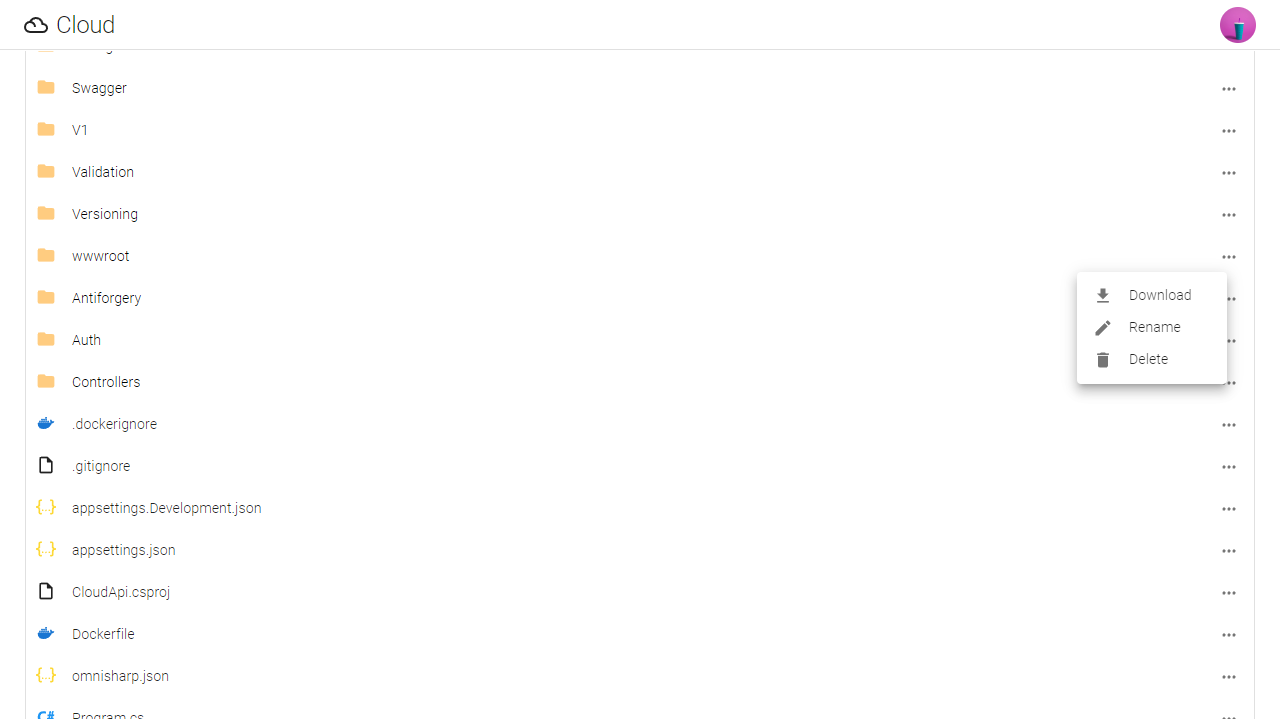 Cloud
Swagger
V1
Validation
Versioning
wwwroot
Antiforgery
Download
Rename
Auth
Delete
Controllers
.dockerignore
.gitignore
{...} appsettings.Development.json
{...} appsettings.json
CloudApi.csproj
Dockerfile
{...} omnisharp.json
C# Program.cs